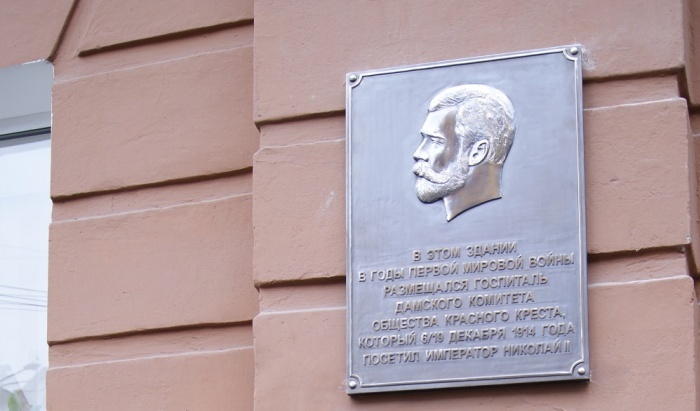 В ЭТОМ ЗДАНИИ
В ГОДЫ ПЕРВОЙ МИРОВОЙ ВОЙНЫ
РАЗМЕЩАЛСЯ ГОСПИТАЛЬ
ДАМСКОГО КОМИТЕТА
ОБЩЕСТВА КРАСНОГО КРЕСТА,
КОТОРЫЙ 6/19 ДЕКАБРЯ 1914 ГОДА
ПОСЕТИЛ ИМПЕРАТОР НИКОЛАЙ II